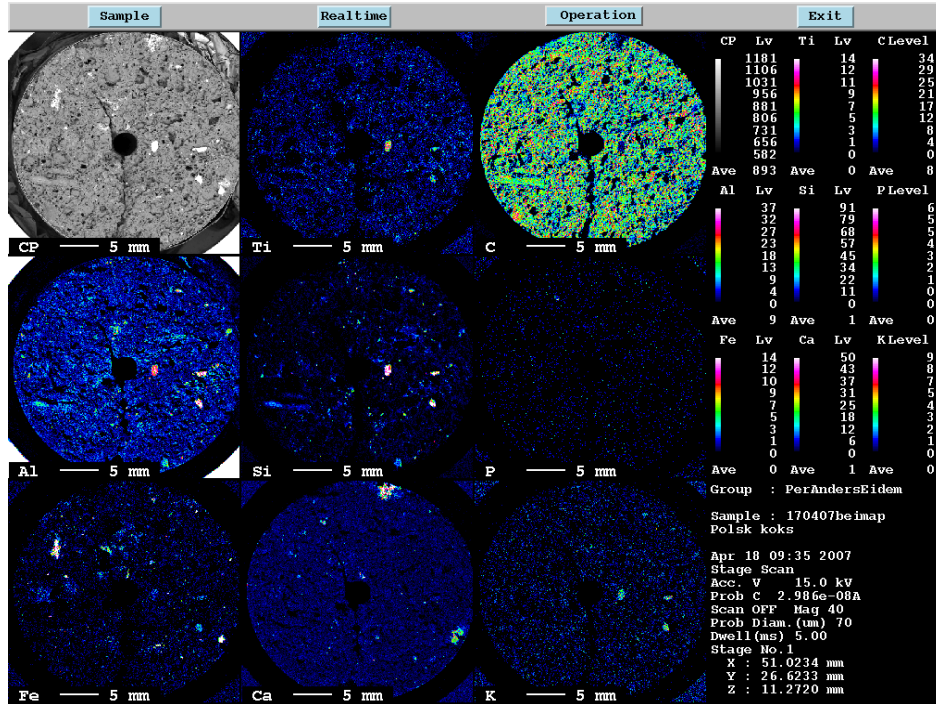 Sample Realtime Operation Exit
CP Lv Ti Lv C Level
1181 14 34
1106 12 29
1031 11 25
956 9 21
881 7 17
806 5 12
731 3 8
656 1 4
582 0 0
Ave 893 Ave 0 Ave 8
CP 5 mm Ti 5 mm C 5 mm
Al Lv Si Lv P Level
37 91 6
32 79 5
27 68 5
23 57 4
18 45 3
13 34 2
9 22 1
4 11 0
0 0 0
Ave 9 Ave 1 Ave 0
Al 5 mm Si 5 mm P 5 mm
Fe Lv Ca Lv K Level
14 50 9
12 43 8
10 37 7
9 31 5
7 25 4
5 18 3
3 12 2
1 6 1
0 0 0
Ave 0 Ave 1 Ave 0
Fe 5 mm Ca 5 mm K 5 mm
Group : PerAndersEidem
Sample : 170407beimap
Polsk koks
Apr 18 09:35 2007
Stage Scan
Acc. V 15.0 kV
Prob C 2.986e-08A
Scan OFF Mag 40
Prob Diam.(um) 70
Dwell(ms) 5.00
Stage No.1
X : 51.0234 mm
Y : 26.6233 mm
Z : 11.2720 mm